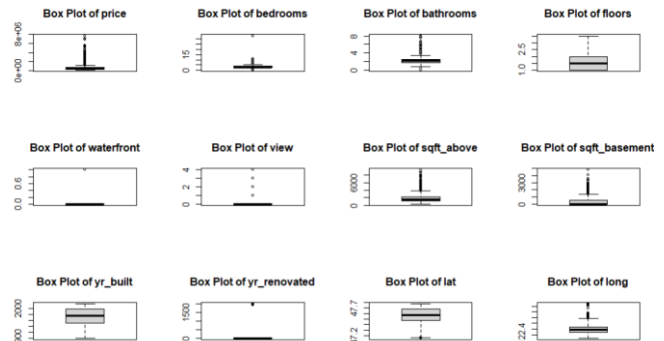 Box Plot of price
Box Plot of bedrooms
Box Plot of bathrooms
Box Plot of floors
8e+06
0e+00
15
0
8
4
0
2.5
1.0
Box Plot of waterfront
Box Plot of view
Box Plot of sqft_above
Box Plot of sqft_basement
0.6
0.0
4
2
0
6000
0
3000
0
Box Plot of yr_built
Box Plot of yr_renovated
Box Plot of lat
Box Plot of long
2000
1500
0
47.7
22.4